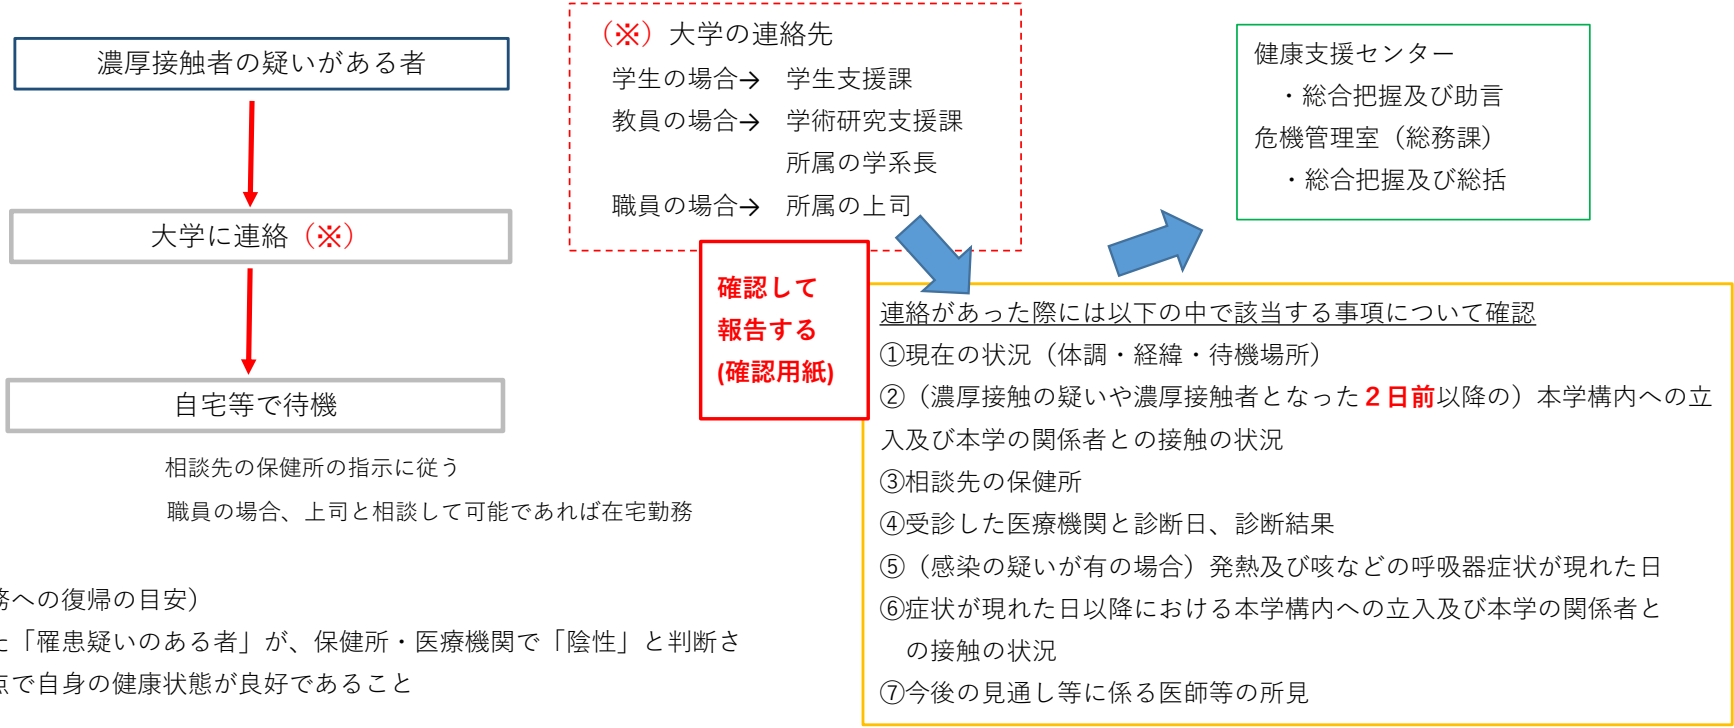 濃厚接触者の疑いがある者
大学に連絡（※）
自宅等で待機
相談先の保健所の指示に従う
職員の場合、上司と相談して可能であれば在宅勤務
（※）大学の連絡先
学生の場合→ 学生支援課
教員の場合→ 学術研究支援課
所属の学系長
職員の場合→ 所属の上司
健康支援センター
・総合把握及び助言
危機管理室（総務課）
・総合把握及び総括
確認して
報告する
(確認用紙)
連絡があった際には以下の中で該当する事項について確認
①現在の状況（体調・経緯・待機場所）
②（濃厚接触の疑いや濃厚接触者となった２日前以降の）本学構内への立
入及び本学の関係者との接触の状況
③相談先の保健所
④受診した医療機関と診断日、診断結果
⑤（感染の疑いが有の場合）発熱及び咳などの呼吸器症状が現れた日
⑥症状が現れた日以降における本学構内への立入及び本学の関係者と
の接触の状況
⑦今後の見通し等に係る医師等の所見
務への復帰の目安）
た「罹患疑いのある者」が、保健所・医療機関で「陰性」と判断さ
点で自身の健康状態が良好であること